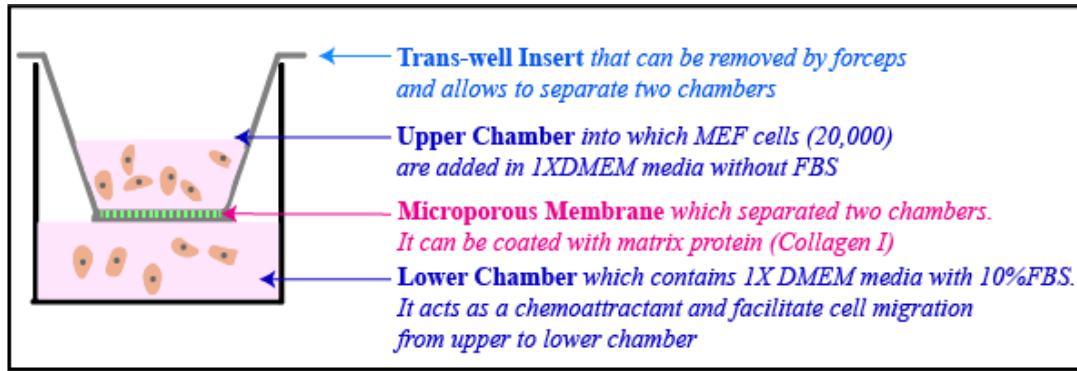 Trans-well Insert that can be removed by forceps
and allows to separate two chambers
Upper Chamber into which MEF cells (20,000)
are added in 1XDMEM media without FBS
Microporous Membrane which separated two chambers.
It can be coated with matrix protein (Collagen I)
Lower Chamber which contains 1X DMEM media with 10%FBS.
It acts as a chemoattractant and facilitate cell migration
from upper to lower chamber